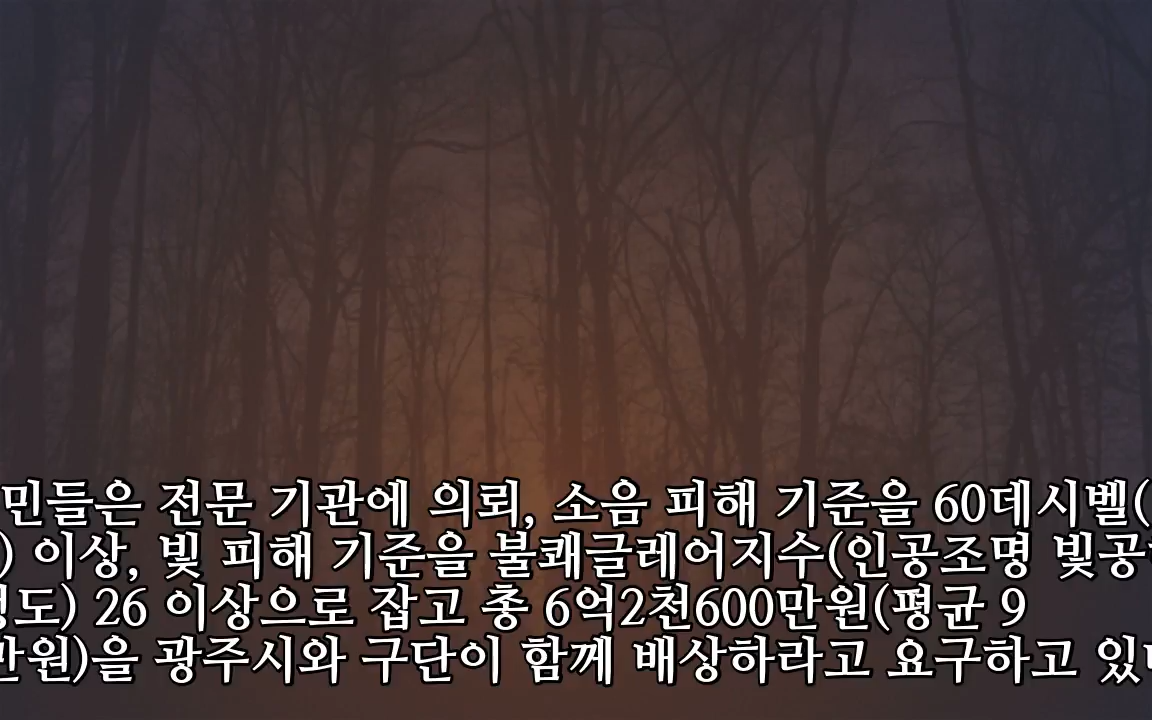 민들은 전문 기관에 의뢰, 소음 피해 기준을 60데시벨(
) 이상, 빛 피해 기준을 불쾌글레어지수(인공조명 빛공
도) 26 이상으로 잡고 총 6억2천600만원(평균 9
만원)을 광주시와 구단이 함께 배상하라고 요구하고